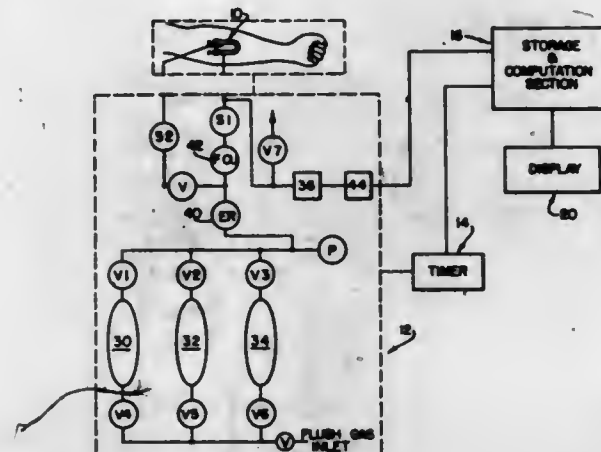 10
16
STORAGE
&
COMPUTATION
SECTION
S2
S1
42
F.O.
V7
V
36
44
DISPLAY
20
40
ER
14
P
TIMER
V1
V2
V3
30
32
34
12
V4
V5
V6
V
FLUSH GAS
INLET